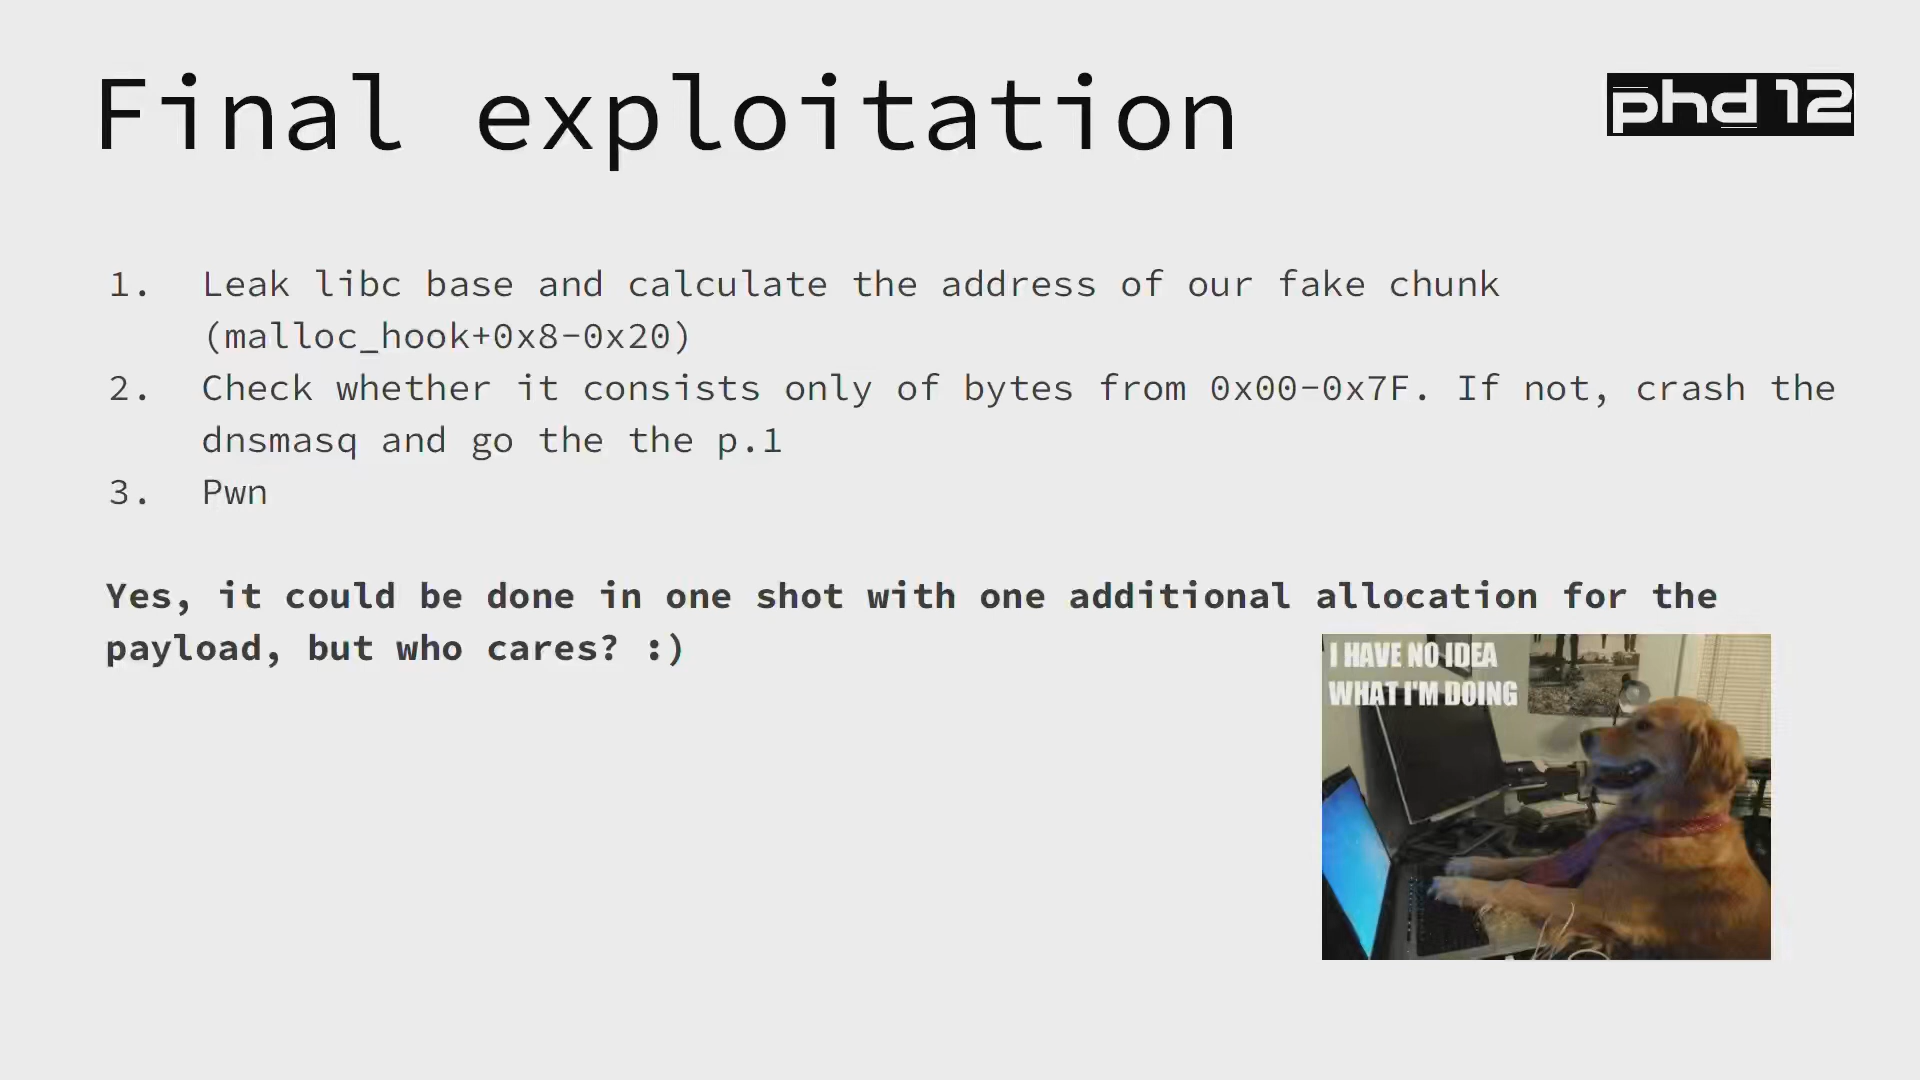 Final exploitation
phd 12
1. Leak libc base and calculate the address of our fake chunk
(malloc_hook+0x8-0x20)
2. Check whether it consists only of bytes from 0x00-0x7F. If not, crash the
dnsmasq and go the the p.1
3. Pwn
Yes, it could be done in one shot with one additional allocation for the
payload, but who cares? :)
I HAVE NO IDEA
WHAT I'M DOING